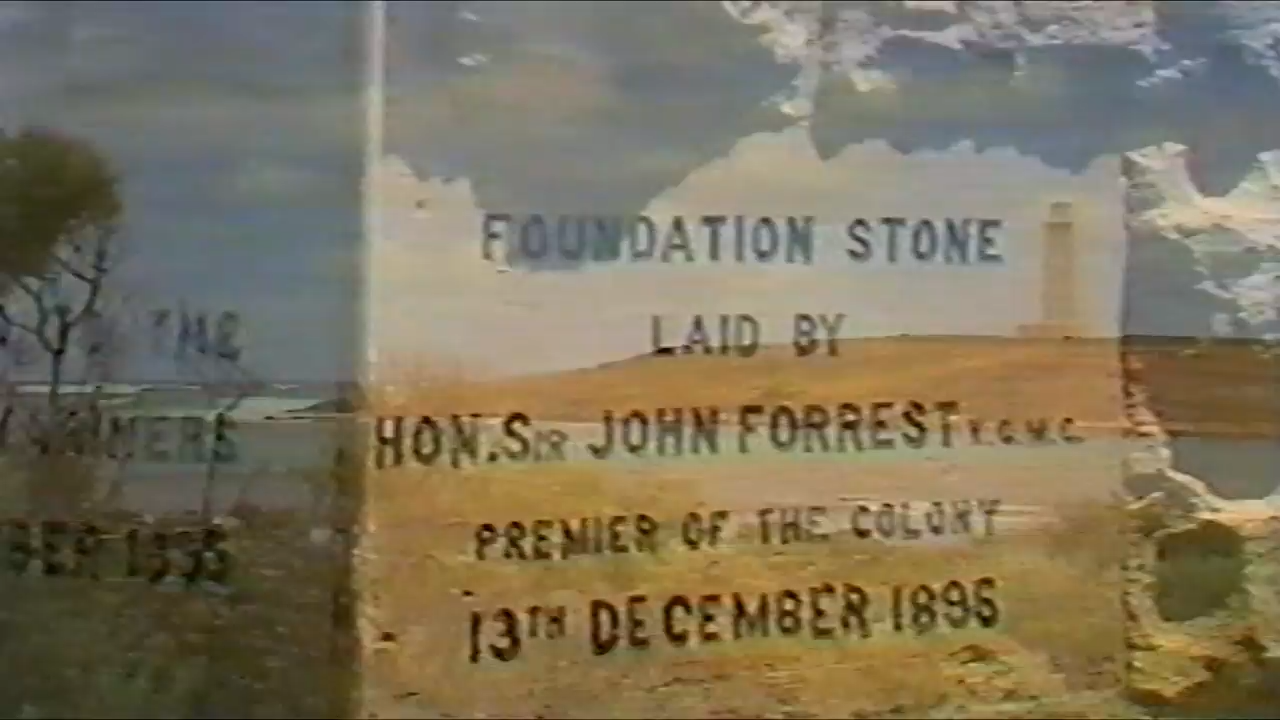 FOUNDATION STONE
LAID BY
HON. SIR JOHN FORREST K.C.M.G.
PREMIER OF THE COLONY
13TH DECEMBER 1895